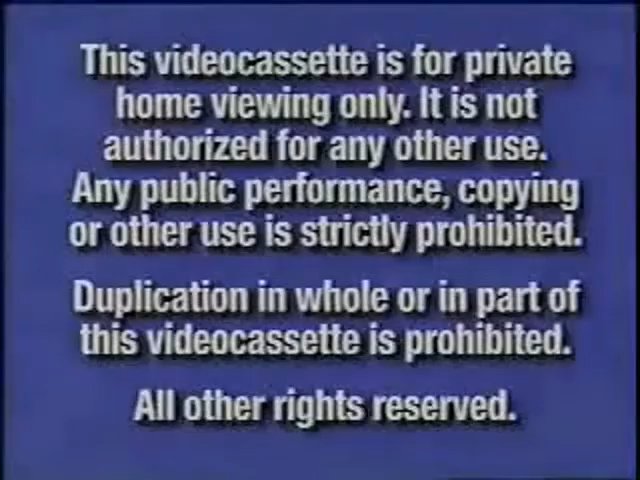 This videocassette is for private
home viewing only. It is not
authorized for any other use.
Any public performance, copying
or other use is strictly prohibited.
Duplication in whole or in part of
this videocassette is prohibited.
All other rights reserved.